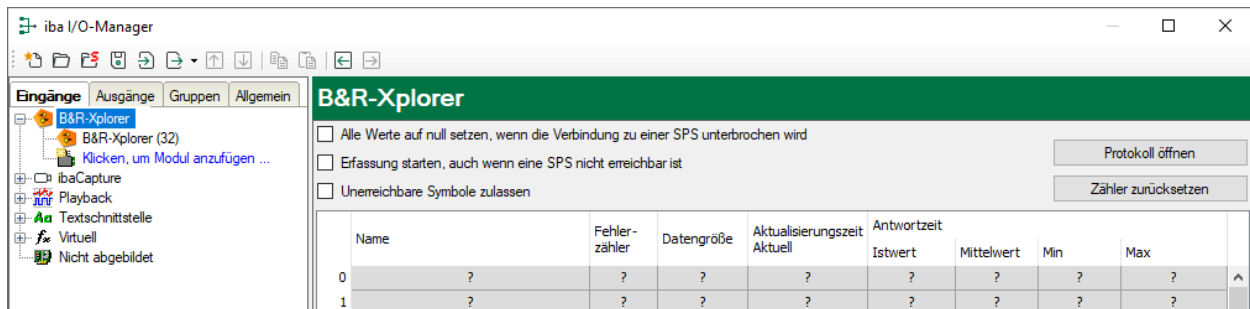 iba I/O-Manager
Eingänge Ausgänge Gruppen Allgemein
B&R-Xplorer
B&R-Xplorer (32)
Klicken, um Modul anzufügen ...
ibaCapture
Playback
Textschnittstelle
Virtuell
Nicht abgebildet
B&R-Xplorer
Alle Werte auf null setzen, wenn die Verbindung zu einer SPS unterbrochen wird
Erfassung starten, auch wenn eine SPS nicht erreichbar ist
Unerreichbare Symbole zulassen
Protokoll öffnen
Zähler zurücksetzen
Name Fehler-
zähler Datengröße Aktualisierungszeit
Aktuell Antwortzeit
Istwert Mittelwert Min Max
0 ? ? ? ? ? ? ? ?
1 ? ? ? ? ? ? ? ?